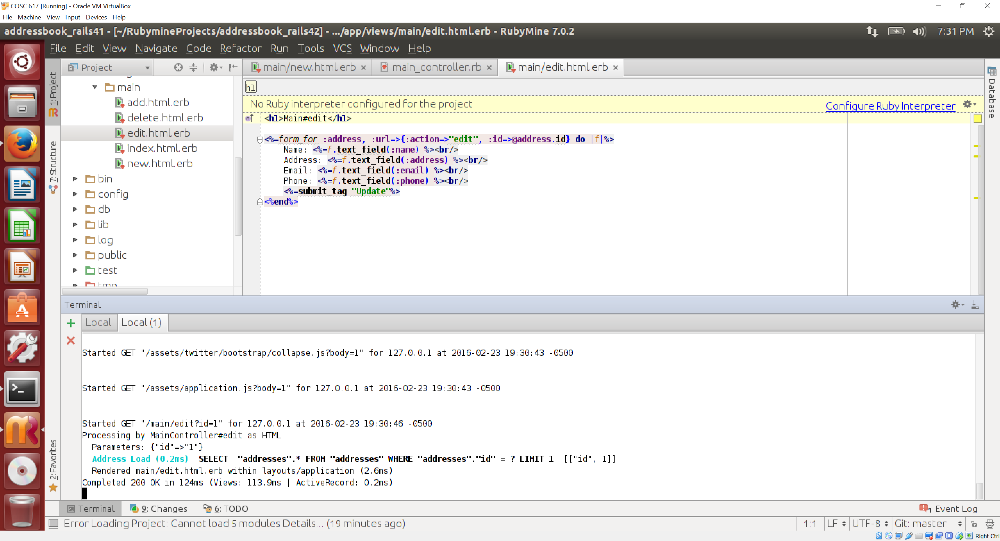 COSC 617 [Running] - Oracle VM VirtualBox
File Machine View Input Devices Help
addressbook_rails41 - [~/RubymineProjects/addressbook_rails42] - .../app/views/main/edit.html.erb - RubyMine 7.0.2
7:31 PM
File Edit View Navigate Code Refactor Run Tools VCS Window Help
Project
main/new.html.erb
main_controller.rb
main/edit.html.erb
1: Project
7: Structure
2: Favorites
Database
main
add.html.erb
delete.html.erb
edit.html.erb
index.html.erb
new.html.erb
bin
config
db
lib
log
public
test
tmp
h1
No Ruby interpreter configured for the project
Configure Ruby Interpreter
<h1>Main#edit</h1>
<%=form_for :address, :url=>{:action=>"edit", :id=>@address.id} do |f|%>
Name: <%=f.text_field(:name) %><br/>
Address: <%=f.text_field(:address) %><br/>
Email: <%=f.text_field(:email) %><br/>
Phone: <%=f.text_field(:phone) %><br/>
<%=submit_tag "Update"%>
<%end%>
Terminal
Local
Local (1)
Started GET "/assets/twitter/bootstrap/collapse.js?body=1" for 127.0.0.1 at 2016-02-23 19:30:43 -0500
Started GET "/assets/application.js?body=1" for 127.0.0.1 at 2016-02-23 19:30:43 -0500
Started GET "/main/edit?id=1" for 127.0.0.1 at 2016-02-23 19:30:46 -0500
Processing by MainController#edit as HTML
Parameters: {"id"=>"1"}
Address Load (0.2ms) SELECT "addresses".* FROM "addresses" WHERE "addresses"."id" = ? LIMIT 1 [["id", 1]]
Rendered main/edit.html.erb within layouts/application (2.6ms)
Completed 200 OK in 124ms (Views: 113.9ms | ActiveRecord: 0.2ms)
Terminal
9: Changes
6: TODO
1 Event Log
Error Loading Project: Cannot load 5 modules Details... (19 minutes ago)
1:1
LF
UTF-8
Git: master
Right Ctrl